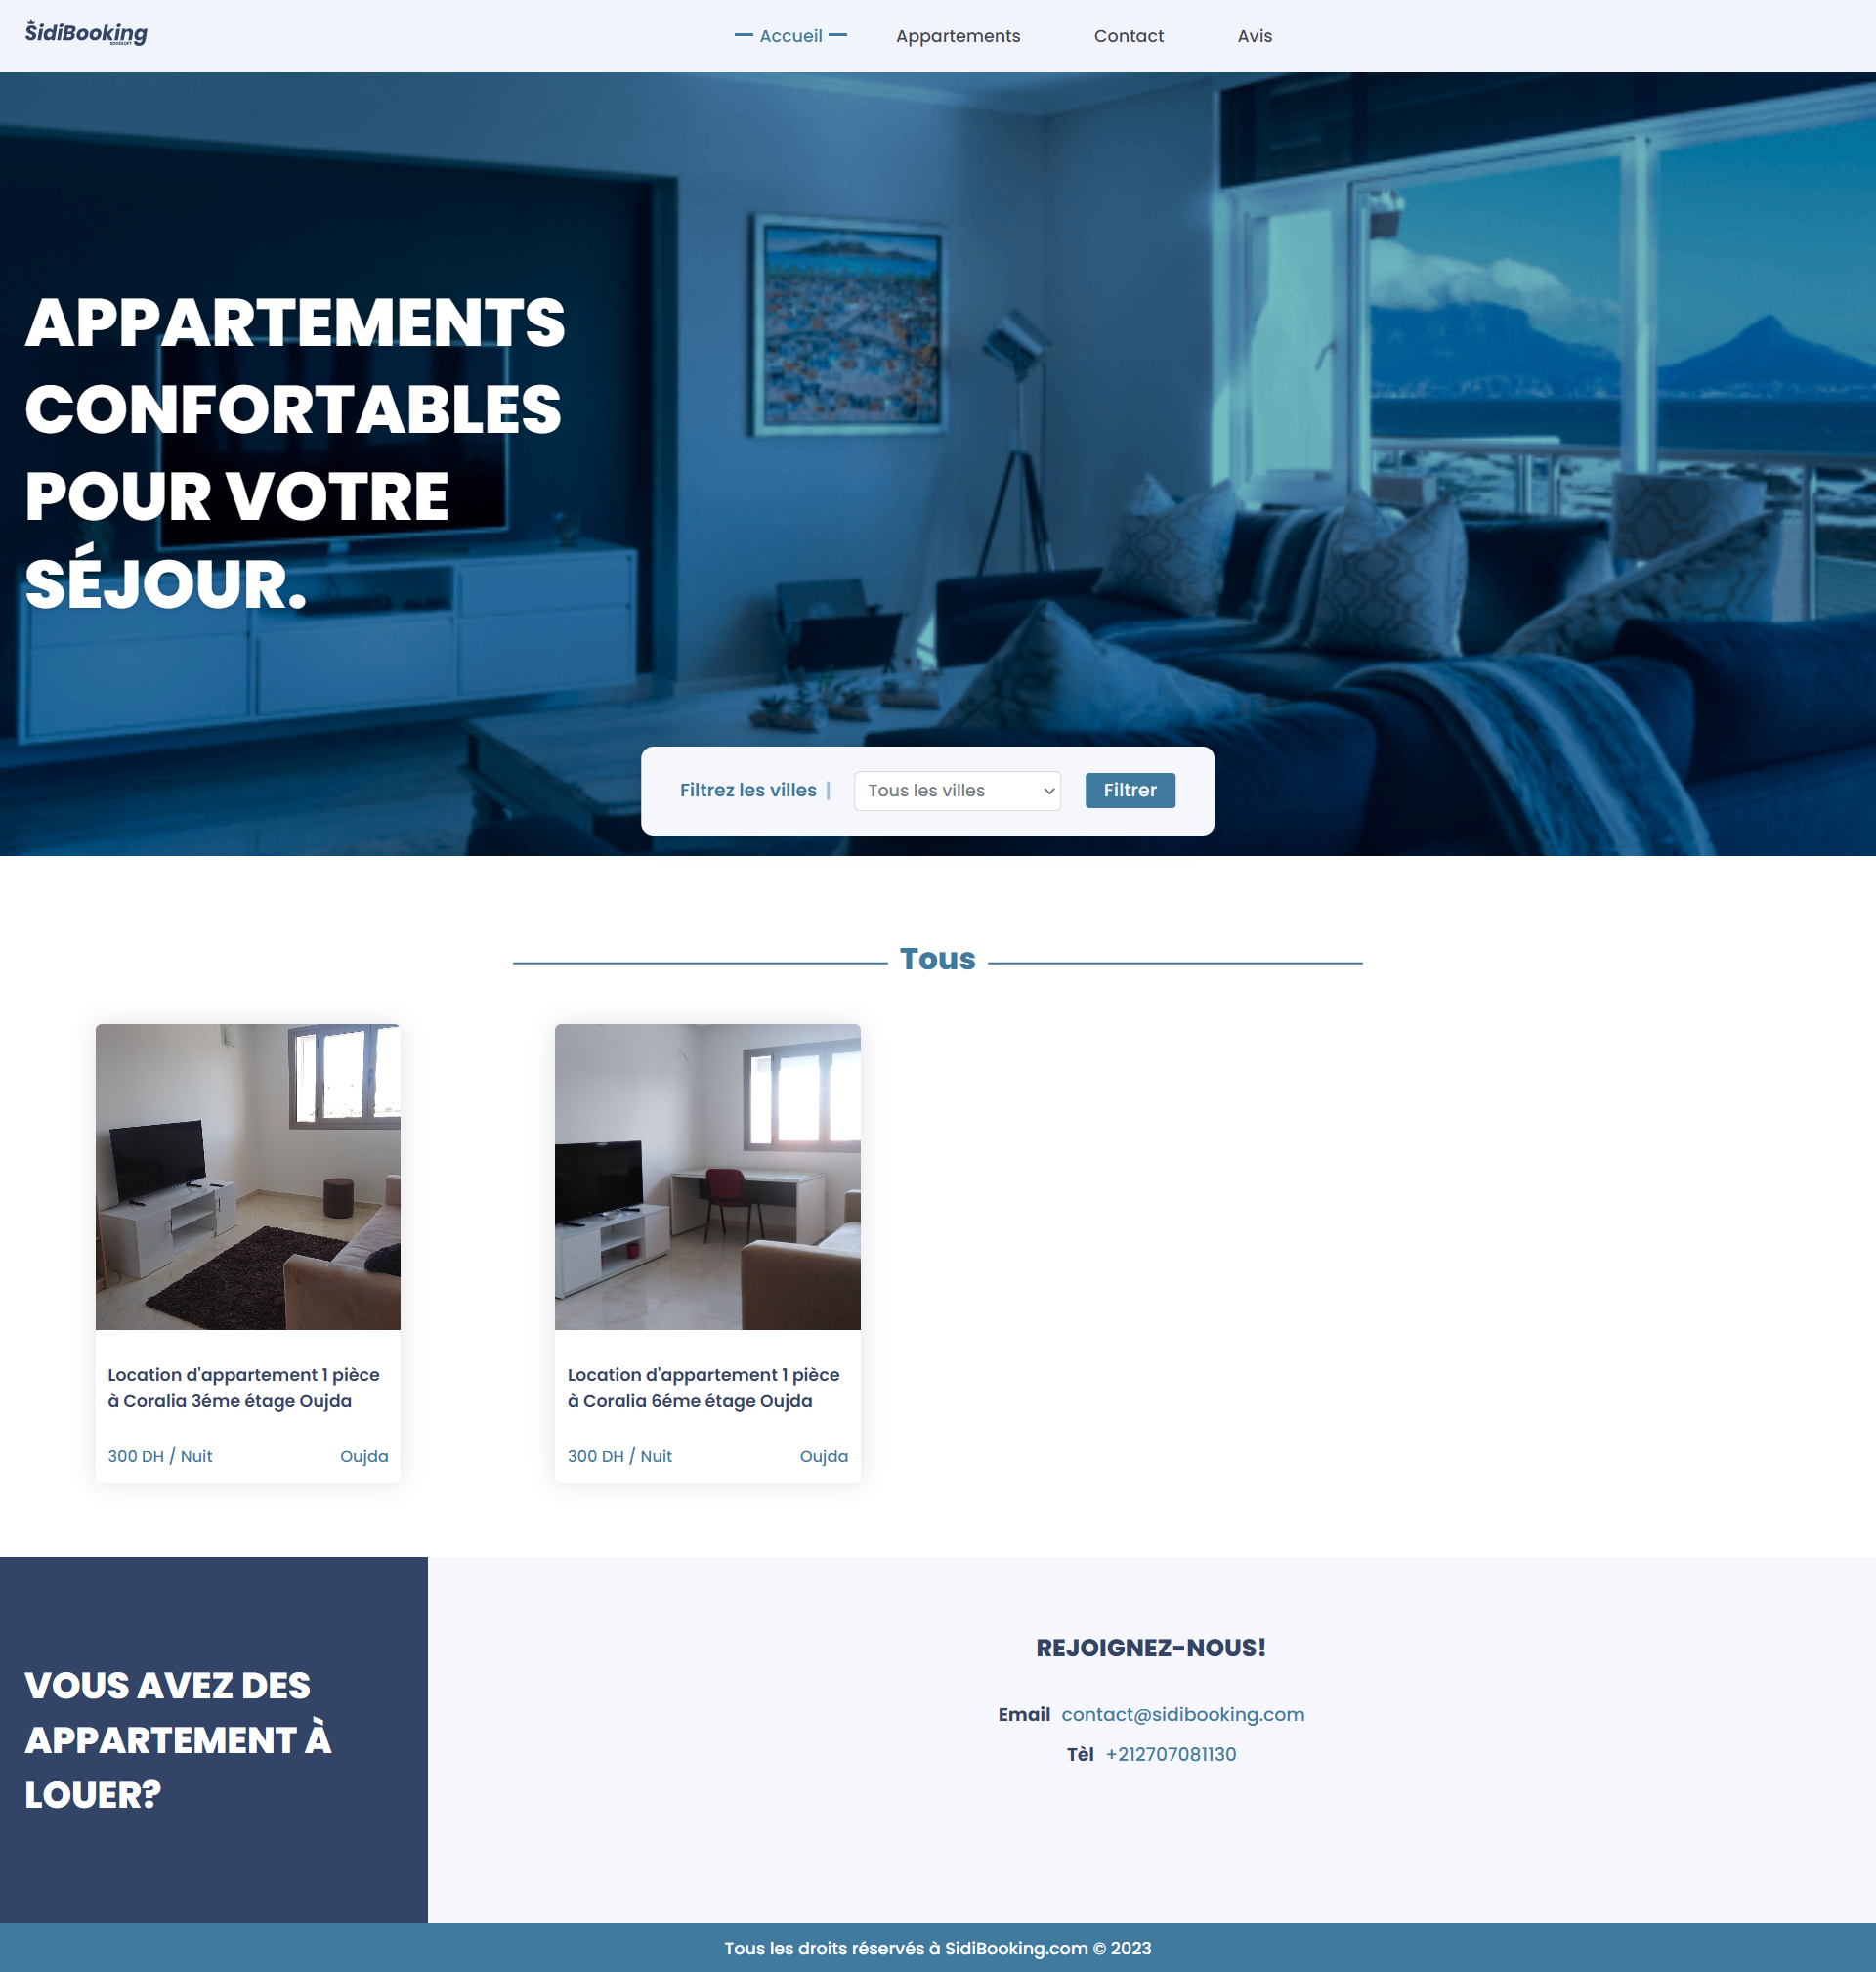 SidiBooking
Accueil
Appartements
Contact
Avis
APPARTEMENTS
CONFORTABLES
POUR VOTRE
SÉJOUR.
Filtrez les villes |
Tous les villes
Filtrer
Tous
Location d'appartement 1 pièce
à Coralia 3éme étage Oujda
300 DH / Nuit
Oujda
Location d'appartement 1 pièce
à Coralia 6éme étage Oujda
300 DH / Nuit
Oujda
VOUS AVEZ DES
APPARTEMENT À
LOUER?
REJOIGNEZ-NOUS!
Email contact@sidibooking.com
Tèl +212707081130
Tous les droits réservés à SidiBooking.com © 2023